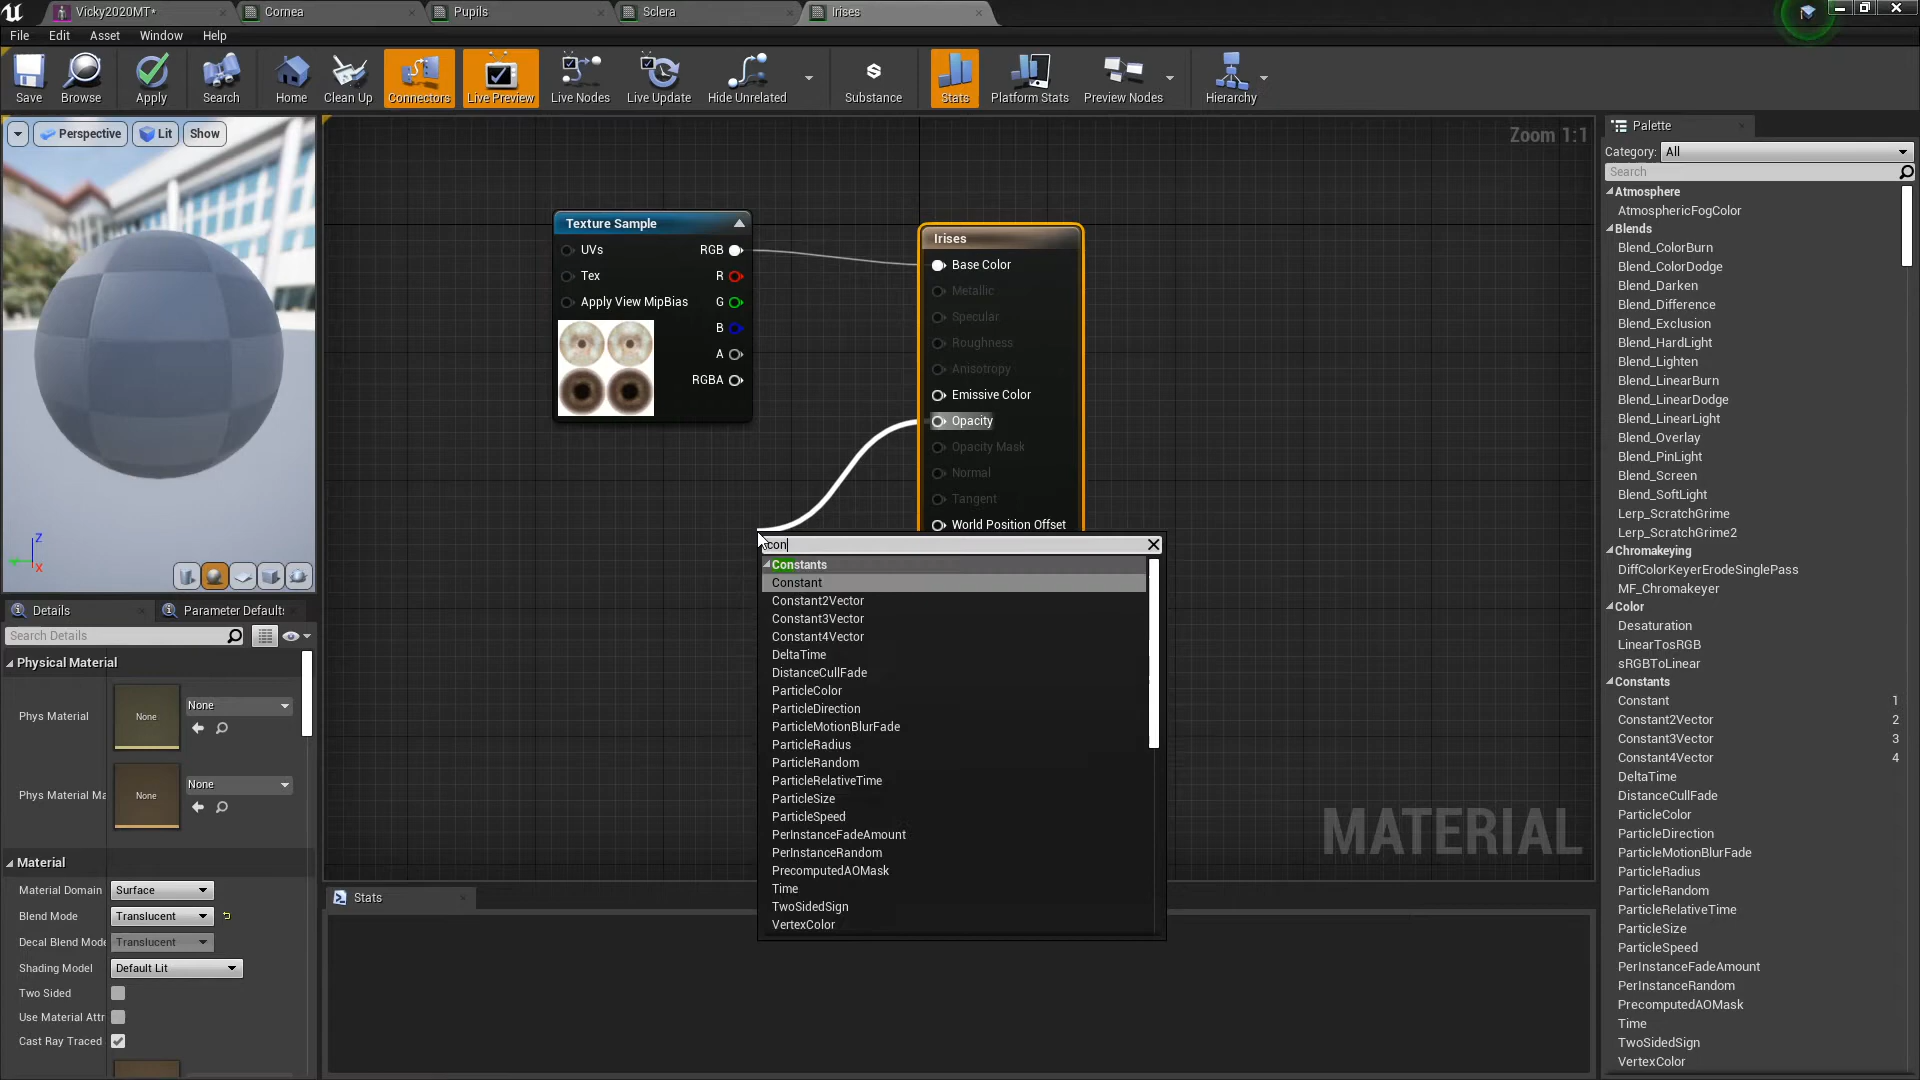 Vicky2020MT*
Cornea
Pupils
Sclera
Irises
File Edit Asset Window Help
Save Browse Apply Search Home Clean Up Connectors Live Preview Live Nodes Live Update Hide Unrelated Substance Stats Platform Stats Preview Nodes Hierarchy
Perspective Lit Show
Zoom 1:1
Texture Sample
UVs RGB
Tex R
Apply View MipBias G
B
A
RGBA
Irises
Base Color
Metallic
Specular
Roughness
Anisotropy
Emissive Color
Opacity
Opacity Mask
Normal
Tangent
World Position Offset
con
Constants
Constant
Constant2Vector
Constant3Vector
Constant4Vector
DeltaTime
DistanceCullFade
ParticleColor
ParticleDirection
ParticleMotionBlurFade
ParticleRadius
ParticleRandom
ParticleRelativeTime
ParticleSize
ParticleSpeed
PerInstanceFadeAmount
PerInstanceRandom
PrecomputedAOMask
Time
TwoSidedSign
VertexColor
MATERIAL
Stats
Z
X
Details
Parameter Defaults
Search Details
Physical Material
Phys Material None None
Phys Material Ma None None
Material
Material Domain Surface
Blend Mode Translucent
Decal Blend Mode Translucent
Shading Model Default Lit
Two Sided
Use Material Attr
Cast Ray Traced
Palette
Category: All
Search
Atmosphere
AtmosphericFogColor
Blends
Blend_ColorBurn
Blend_ColorDodge
Blend_Darken
Blend_Difference
Blend_Exclusion
Blend_HardLight
Blend_Lighten
Blend_LinearBurn
Blend_LinearDodge
Blend_LinearLight
Blend_Overlay
Blend_PinLight
Blend_Screen
Blend_SoftLight
Lerp_ScratchGrime
Lerp_ScratchGrime2
Chromakeying
DiffColorKeyerErodeSinglePass
MF_Chromakeyer
Color
Desaturation
LinearTosRGB
sRGBToLinear
Constants
Constant 1
Constant2Vector 2
Constant3Vector 3
Constant4Vector 4
DeltaTime
DistanceCullFade
ParticleColor
ParticleDirection
ParticleMotionBlurFade
ParticleRadius
ParticleRandom
ParticleRelativeTime
ParticleSize
ParticleSpeed
PerInstanceFadeAmount
PerInstanceRandom
PrecomputedAOMask
Time
TwoSidedSign
VertexColor